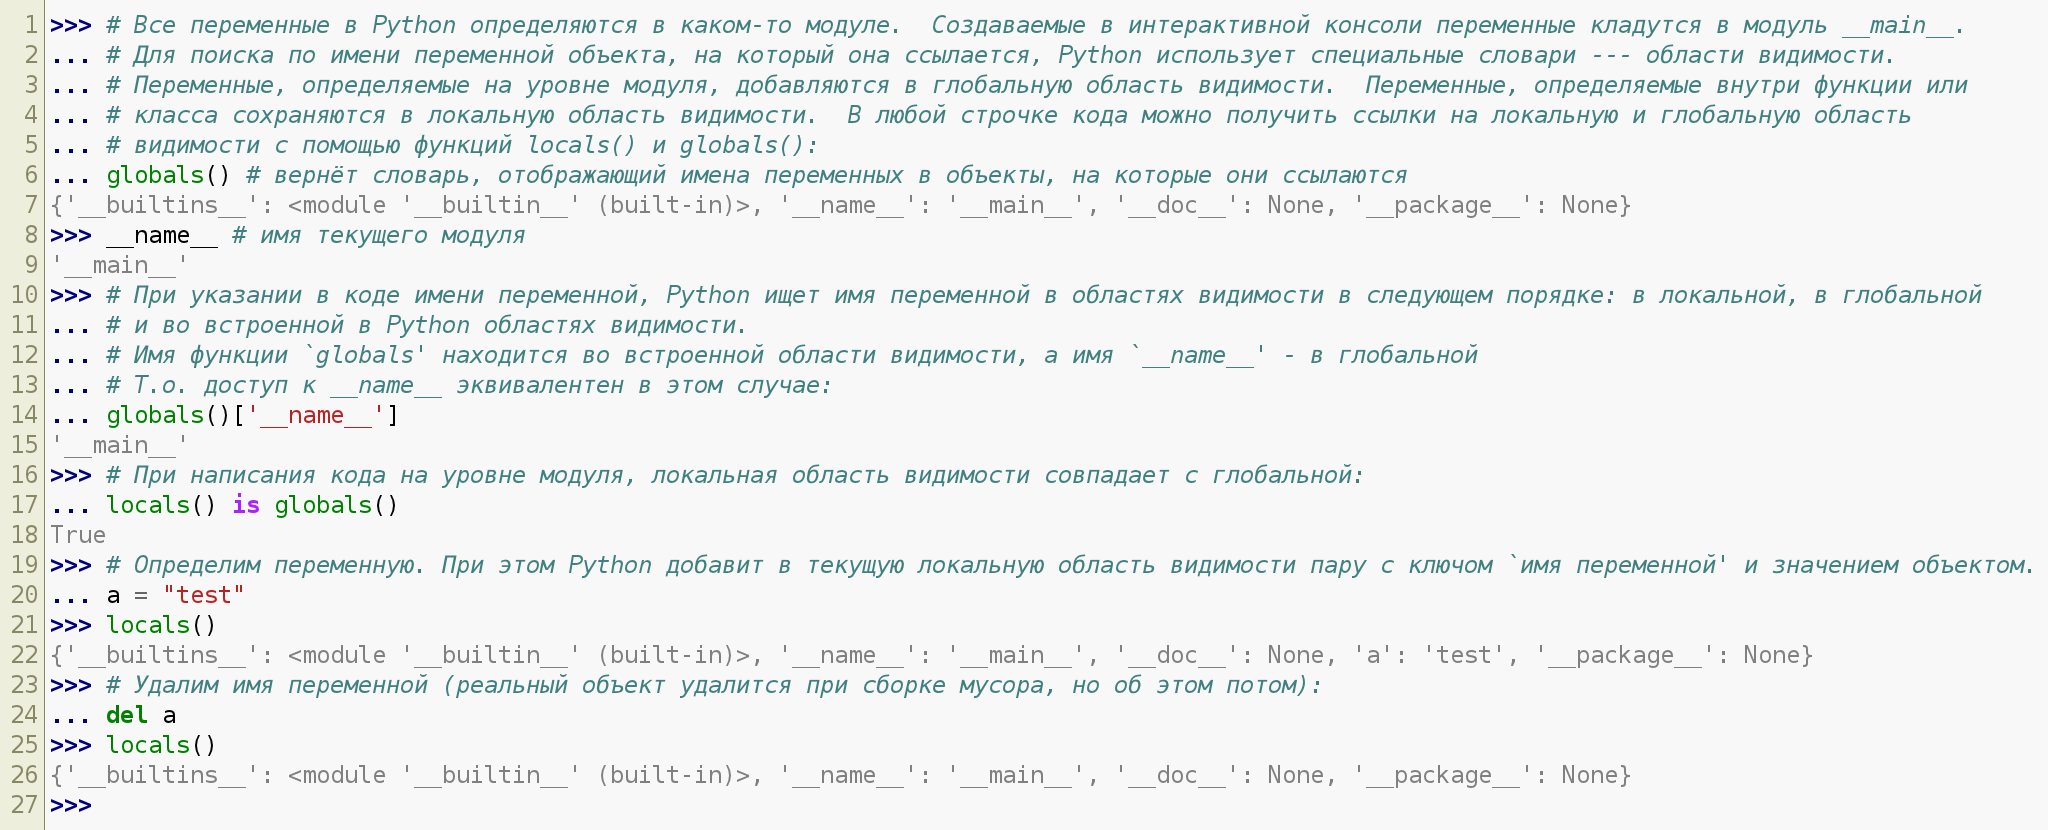 1 >>> # Все переменные в Python определяются в каком-то модуле.  Создаваемые в интерактивной консоли переменные кладутся в модуль __main__.
2 ... # Для поиска по имени переменной объекта, на который она ссылается, Python использует специальные словари --- области видимости.
3 ... # Переменные, определяемые на уровне модуля, добавляются в глобальную область видимости.  Переменные, определяемые внутри функции или
4 ... # класса сохраняются в локальную область видимости.  В любой строчке кода можно получить ссылки на локальную и глобальную область
5 ... # видимости с помощью функций locals() и globals():
6 ... globals() # вернёт словарь, отображающий имена переменных в объекты, на которые они ссылаются
7 {'__builtins__': <module '__builtin__' (built-in)>, '__name__': '__main__', '__doc__': None, '__package__': None}
8 >>> __name__ # имя текущего модуля
9 '__main__'
10 >>> # При указании в коде имени переменной, Python ищет имя переменной в областях видимости в следующем порядке: в локальной, в глобальной
11 ... # и во встроенной в Python областях видимости.
12 ... # Имя функции `globals' находится во встроенной области видимости, а имя `__name__' - в глобальной
13 ... # Т.о. доступ к __name__ эквивалентен в этом случае:
14 ... globals()['__name__']
15 '__main__'
16 >>> # При написания кода на уровне модуля, локальная область видимости совпадает с глобальной:
17 ... locals() is globals()
18 True
19 >>> # Определим переменную. При этом Python добавит в текущую локальную область видимости пару с ключом `имя переменной' и значением объектом.
20 ... a = "test"
21 >>> locals()
22 {'__builtins__': <module '__builtin__' (built-in)>, '__name__': '__main__', '__doc__': None, 'a': 'test', '__package__': None}
23 >>> # Удалим имя переменной (реальный объект удалится при сборке мусора, но об этом потом):
24 ... del a
25 >>> locals()
26 {'__builtins__': <module '__builtin__' (built-in)>, '__name__': '__main__', '__doc__': None, '__package__': None}
27 >>>